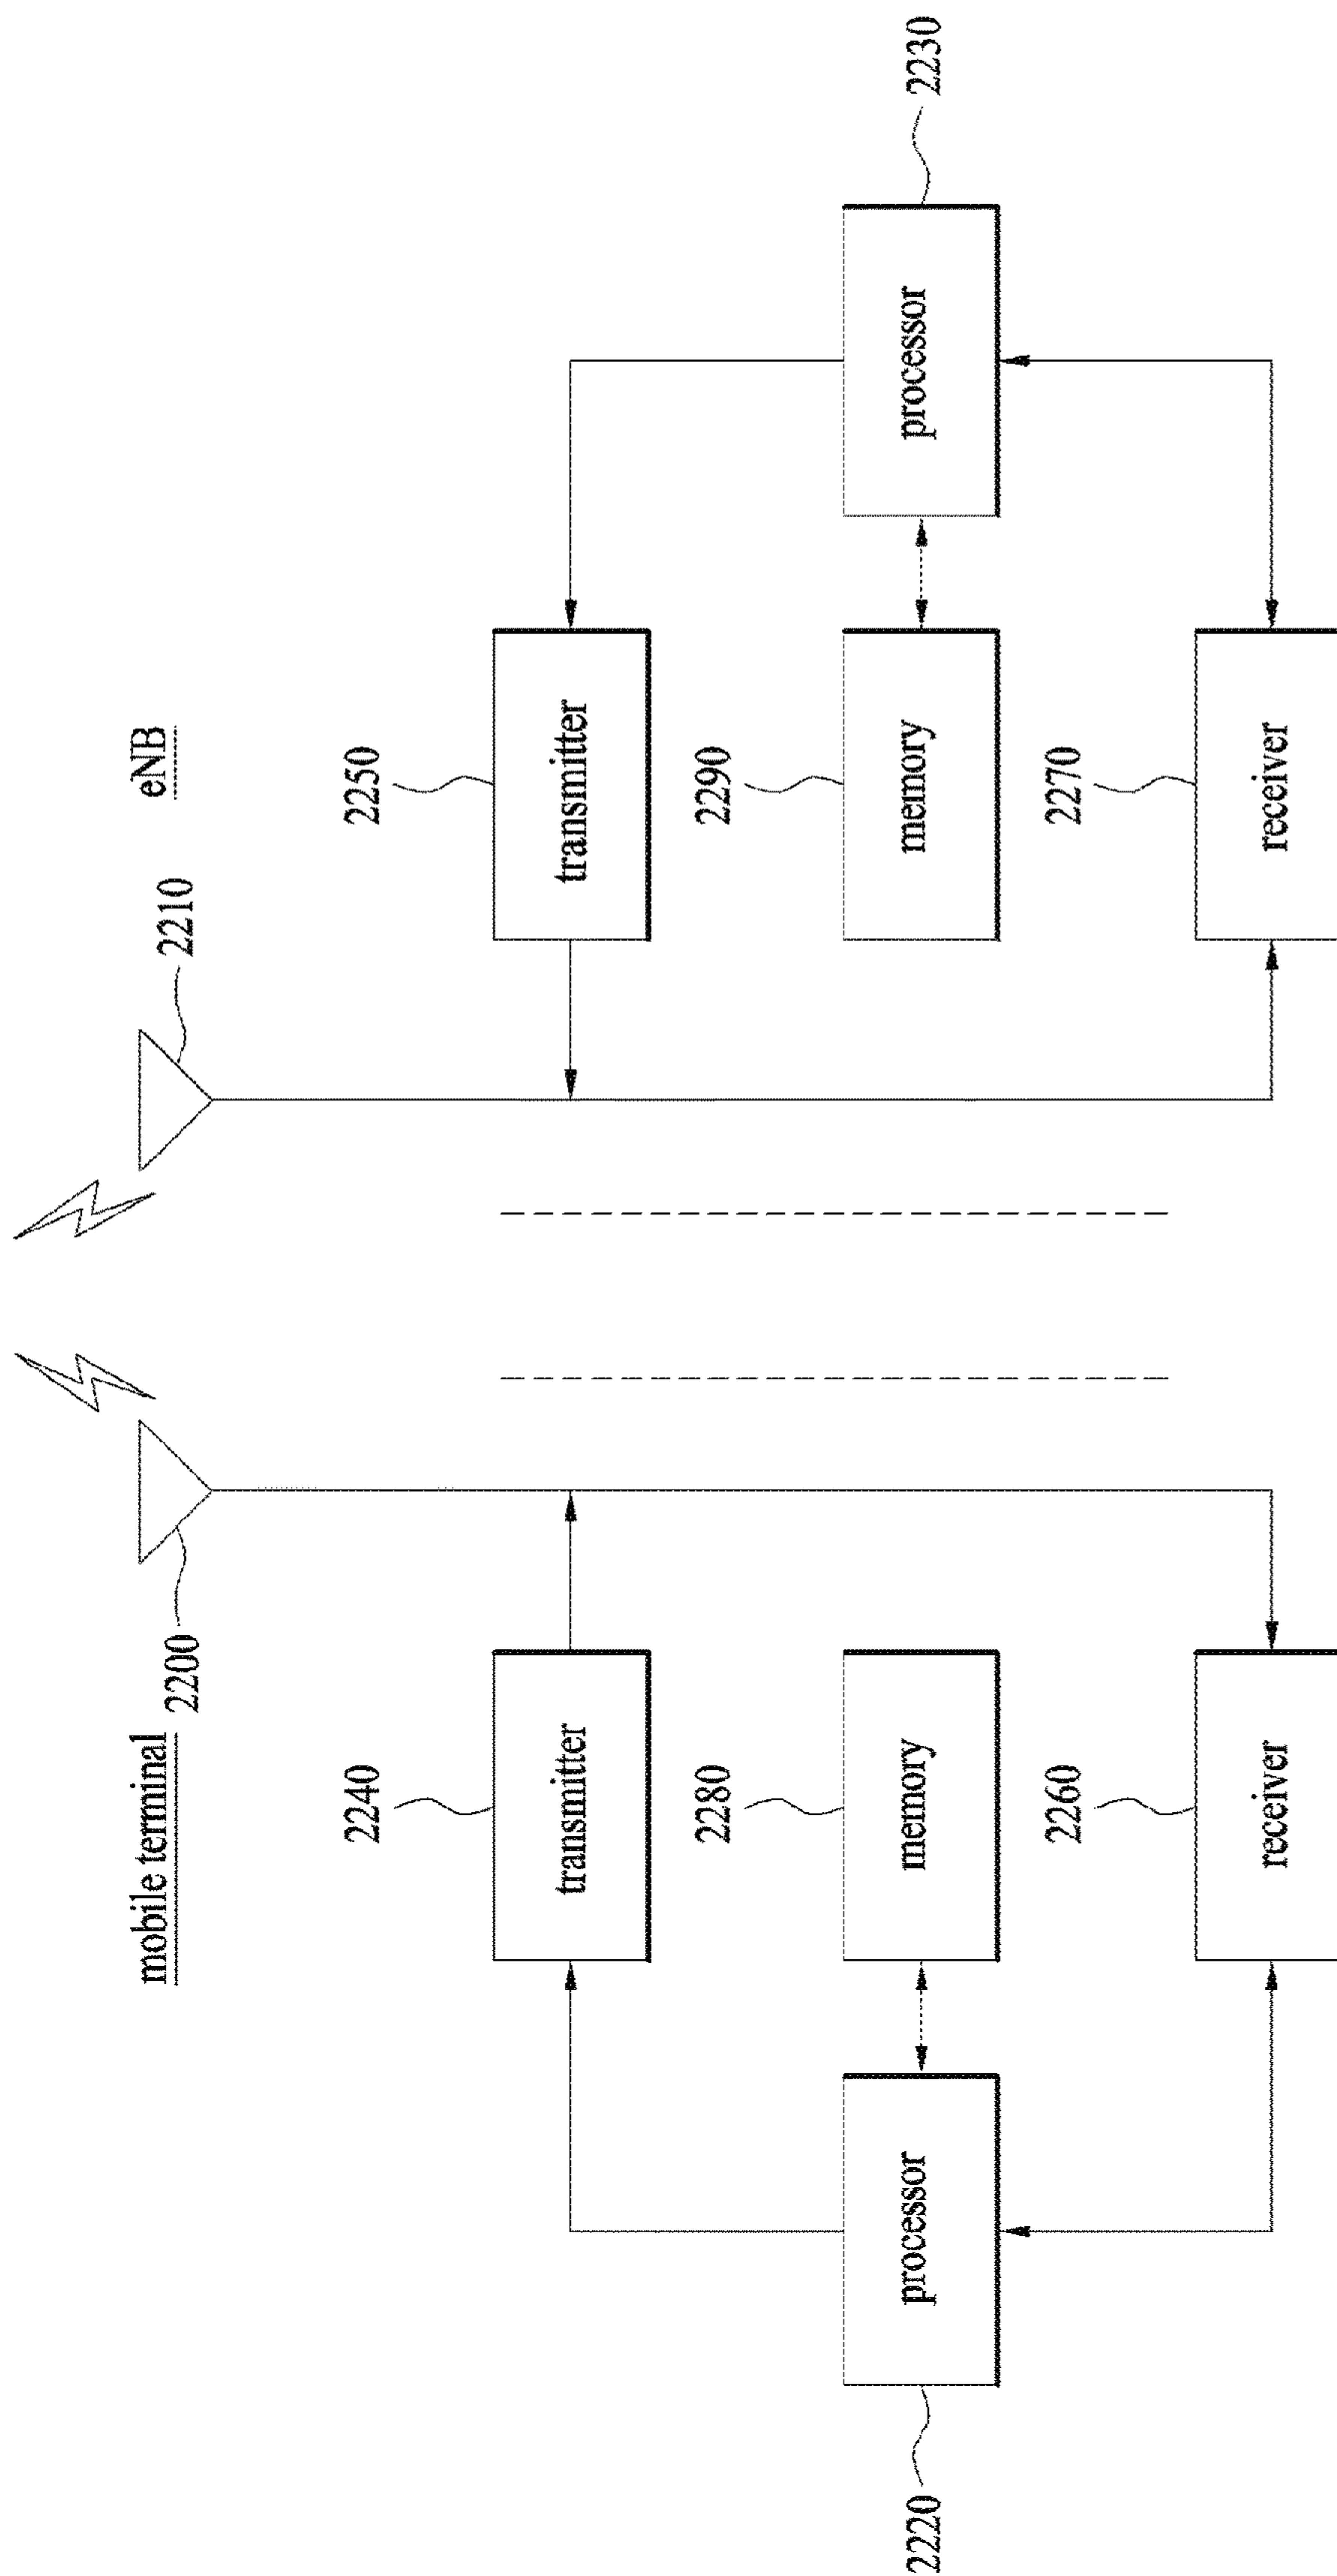 mobile terminal
eNB
2200
2210
2240
transmitter
2250
transmitter
2220
processor
2280
memory
2290
memory
processor
2230
2260
receiver
2270
receiver